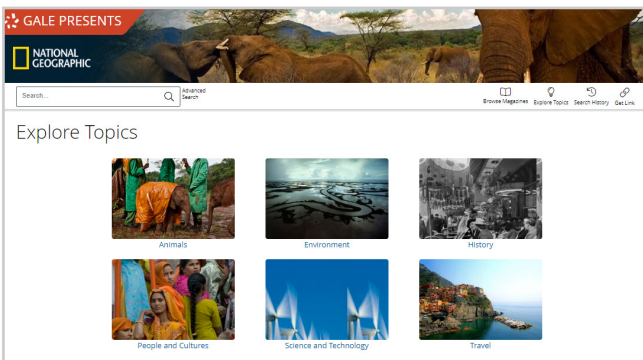 GALE PRESENTS
NATIONAL
GEOGRAPHIC
Search...
Advanced
Search
Browse Magazines
Explore Topics
Search History
Get Link
Explore Topics
Animals
Environment
History
People and Cultures
Science and Technology
Travel